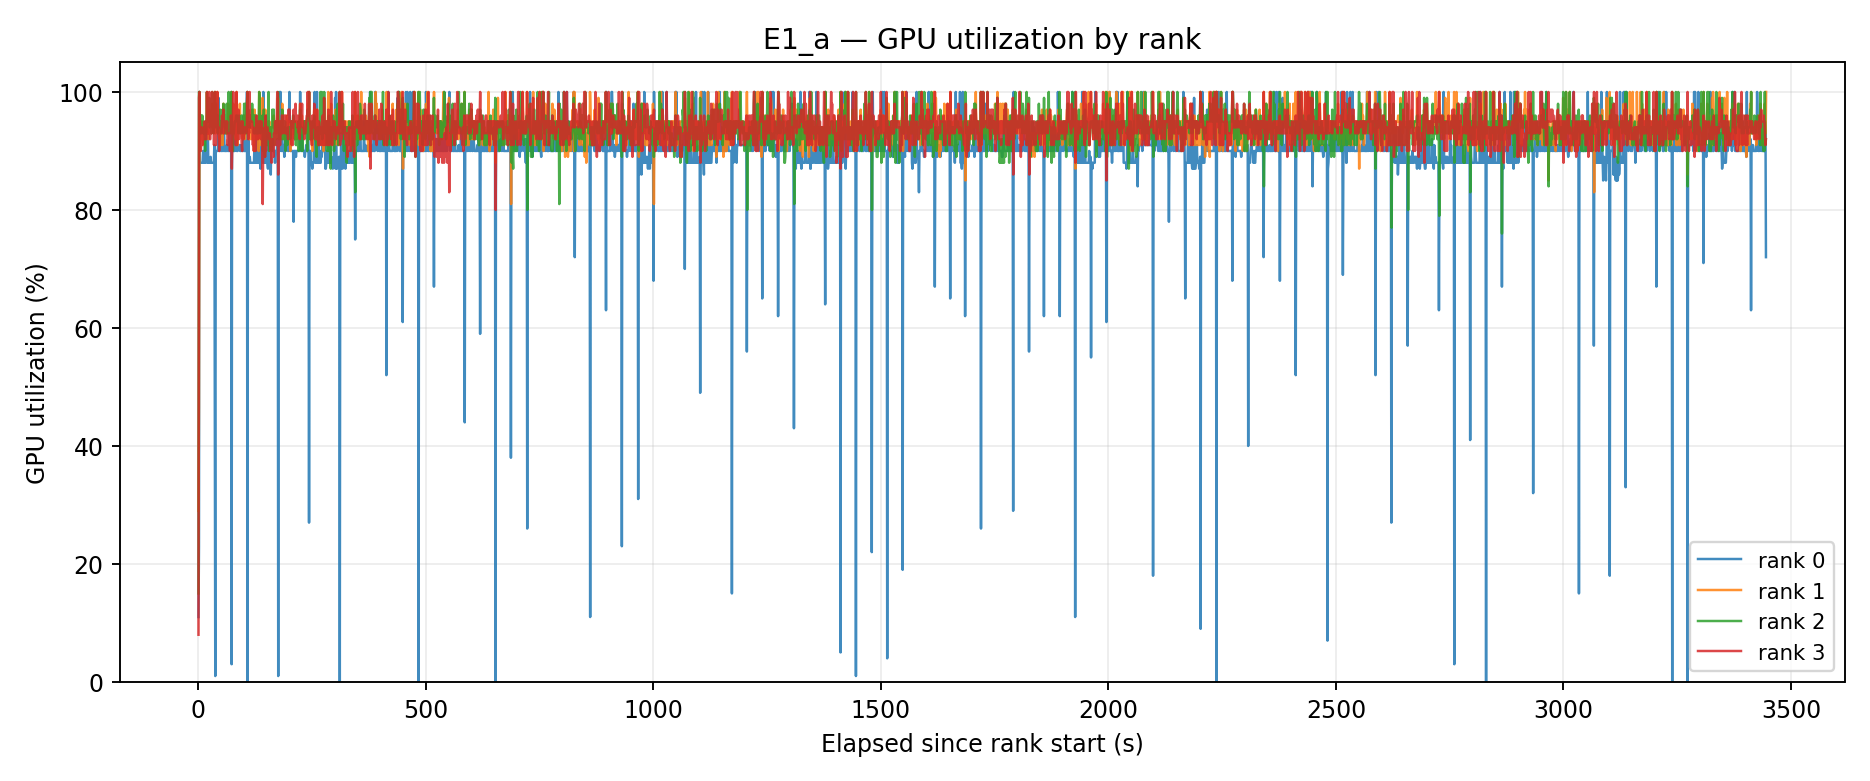 E1_a — GPU utilization by rank
GPU utilization (%)
100
80
60
40
20
0
0 500 1000 1500 2000 2500 3000 3500
Elapsed since rank start (s)
rank 0
rank 1
rank 2
rank 3